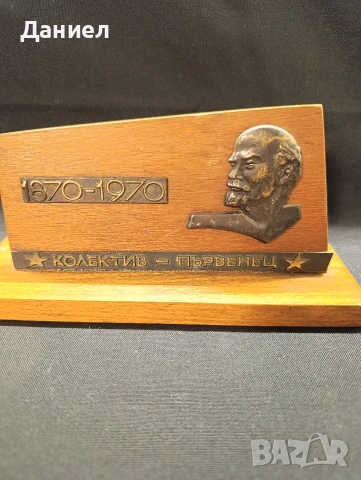 Даниел
1870-1970
★ КОЛЕКТИВ - ПЪРВЕНЕЦ ★
BAZAR